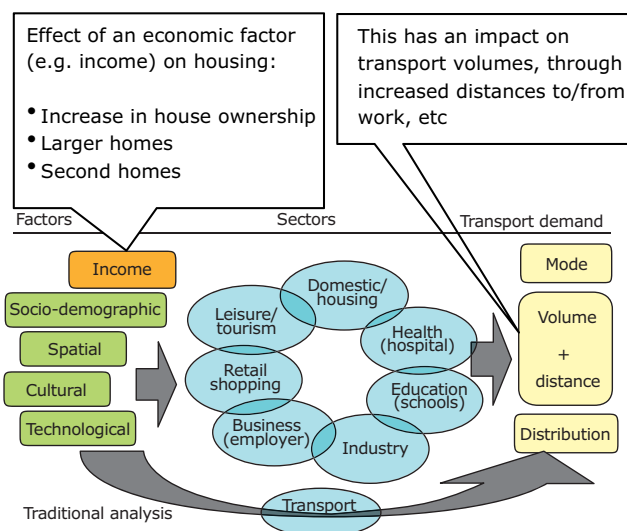 Effect of an economic factor
(e.g. income) on housing:
• Increase in house ownership
• Larger homes
• Second homes
This has an impact on
transport volumes, through
increased distances to/from
work, etc
Factors
Sectors
Transport demand
Income
Socio-demographic
Spatial
Cultural
Technological
Domestic/
housing
Leisure/
tourism
Health
(hospital)
Retail
shopping
Education
(schools)
Business
(employer)
Industry
Transport
Mode
Volume
+
distance
Distribution
Traditional analysis